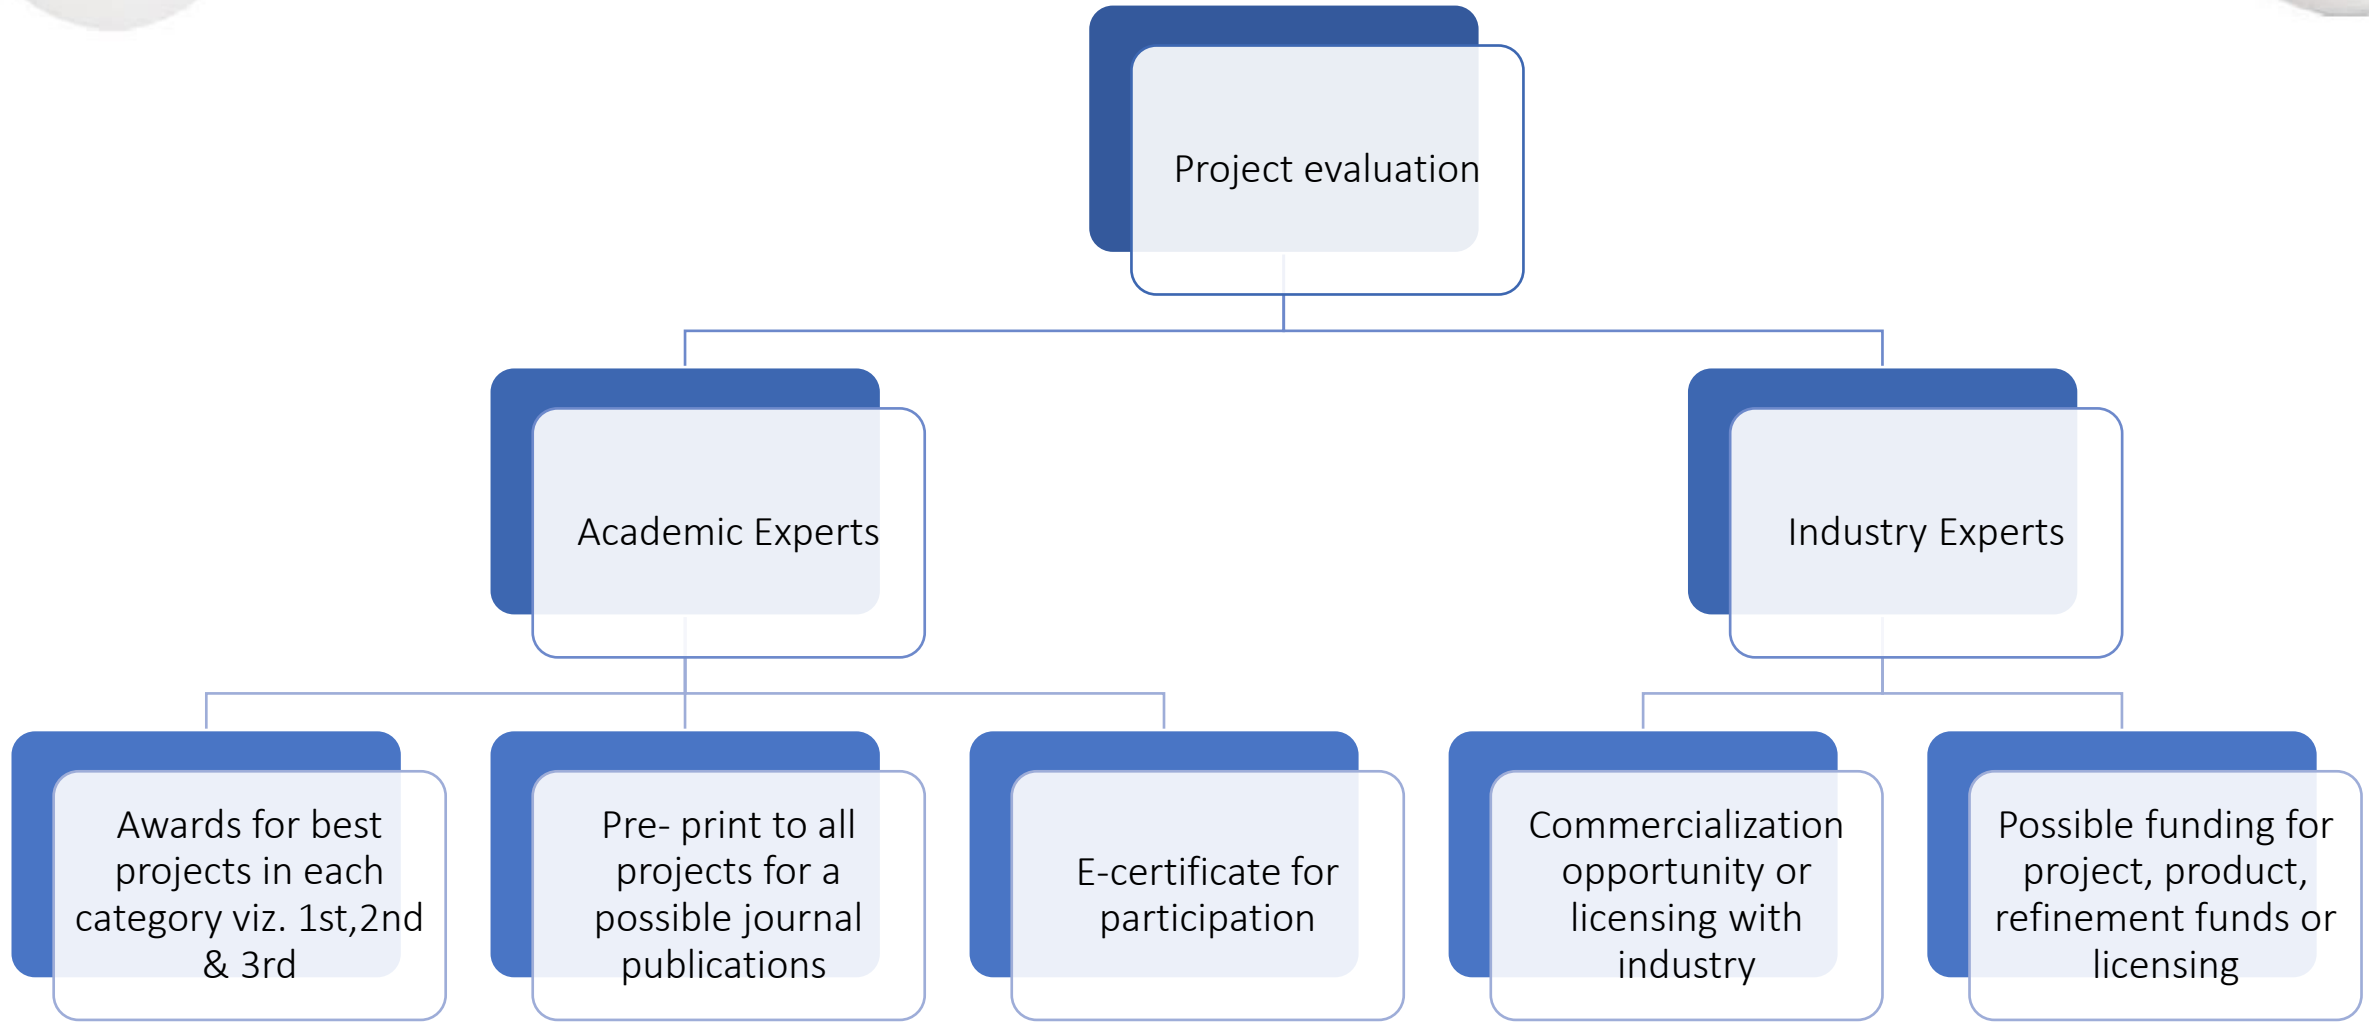 Project evaluation
Academic Experts
Industry Experts
Awards for best
projects in each
category viz. 1st,2nd
& 3rd
Pre- print to all
projects for a
possible journal
publications
E-certificate for
participation
Commercialization
opportunity or
licensing with
industry
Possible funding for
project, product,
refinement funds or
licensing